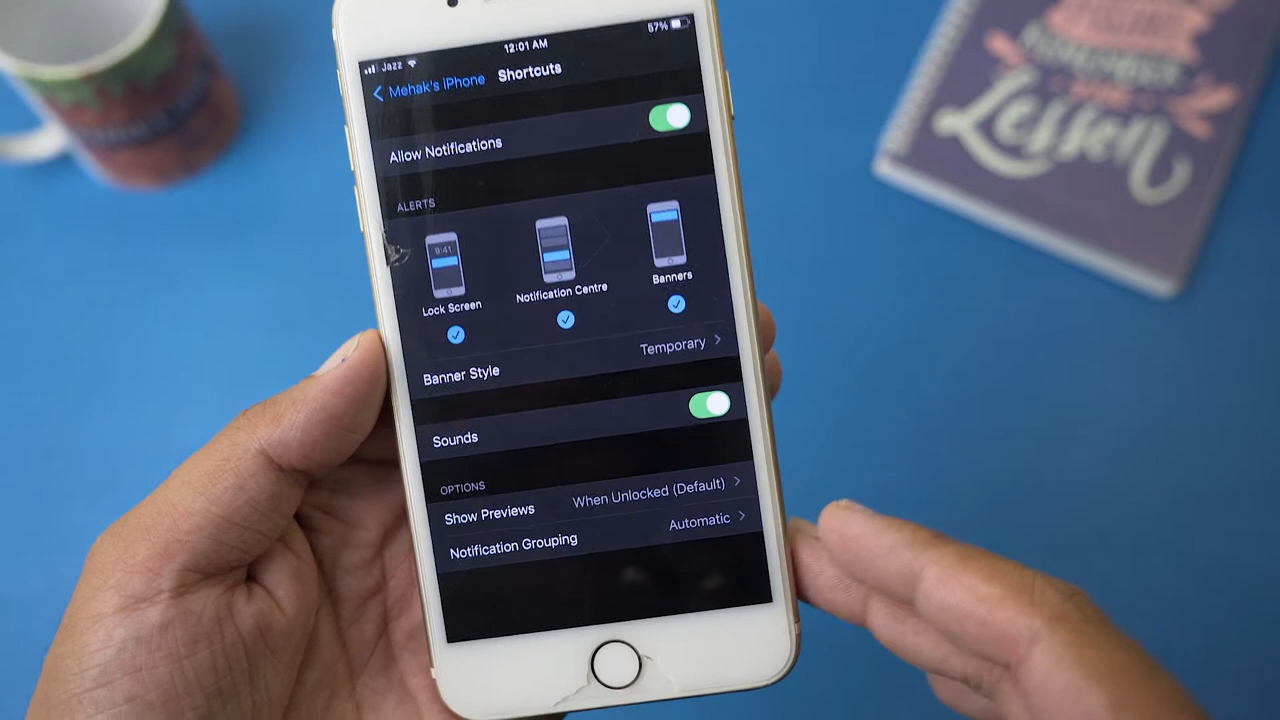 57%
12:01 AM
Jazz
Mehak's iPhone
Shortcuts
Allow Notifications
ALERTS
9:41
Lock Screen
Notification Centre
Banners
Banner Style
Temporary
Sounds
OPTIONS
Show Previews
When Unlocked (Default)
Notification Grouping
Automatic
Lesson